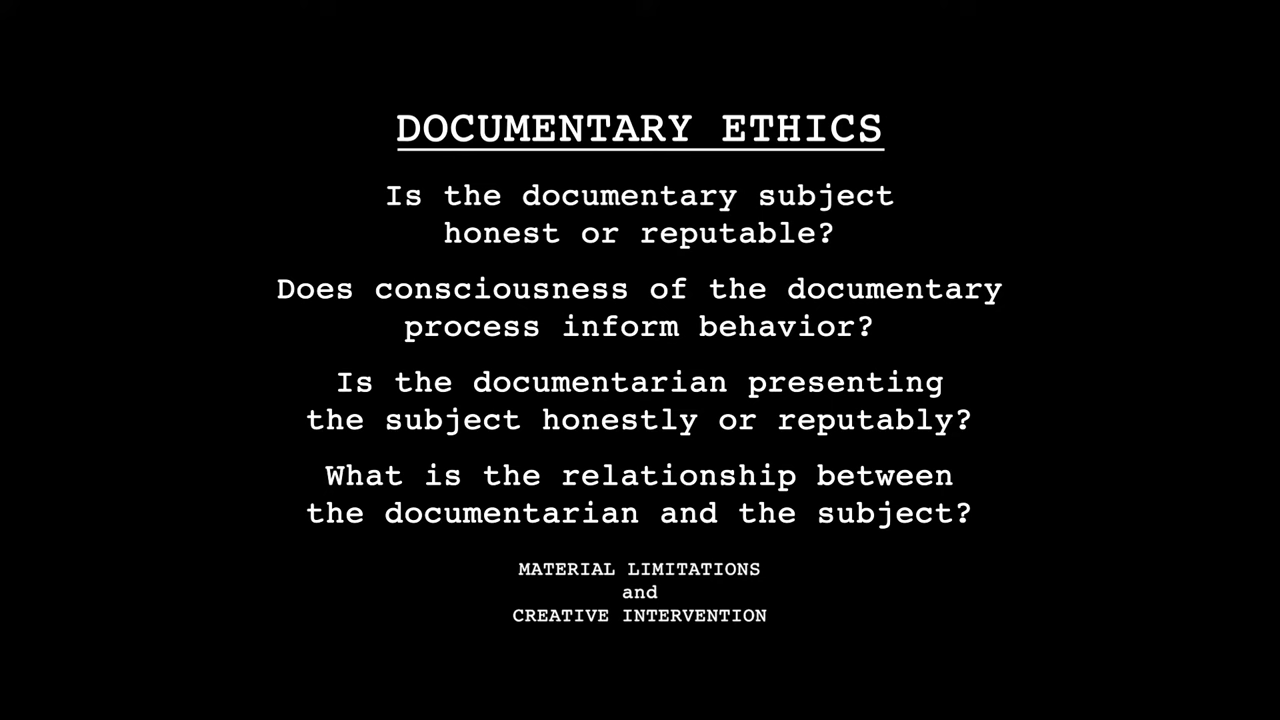 DOCUMENTARY ETHICS
Is the documentary subject
honest or reputable?
Does consciousness of the documentary
process inform behavior?
Is the documentarian presenting
the subject honestly or reputably?
What is the relationship between
the documentarian and the subject?
MATERIAL LIMITATIONS
and
CREATIVE INTERVENTION